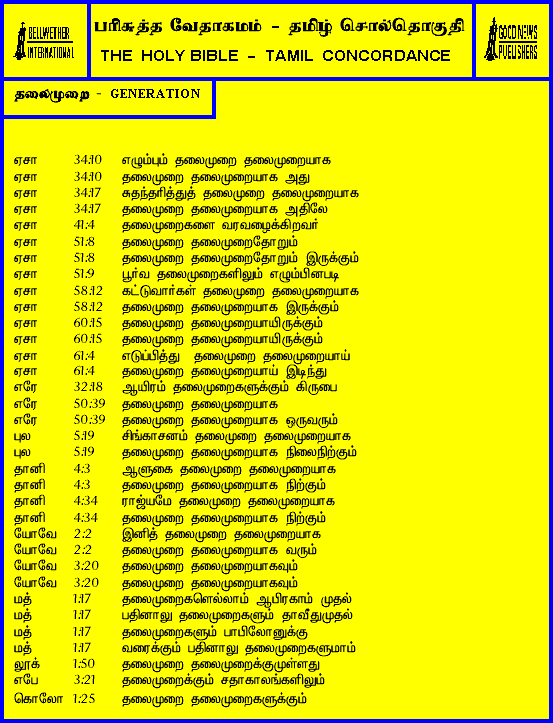 BELLWETHER
INTERNATIONAL
பரிசுத்த வேதாகமம் - தமிழ் சொல்தொகுதி
THE HOLY BIBLE - TAMIL CONCORDANCE
GOOD NEWS
PUBLISHERS
தலைமுறை - GENERATION
ஏசா 34:10 எழும்பும் தலைமுறை தலைமுறையாக
ஏசா 34:10 தலைமுறை தலைமுறையாக அது
ஏசா 34:17 சுதந்தரித்துத் தலைமுறை தலைமுறையாக
ஏசா 34:17 தலைமுறை தலைமுறையாக அதிலே
ஏசா 41:4 தலைமுறைகளை வரவழைக்கிறவர்
ஏசா 51:8 தலைமுறை தலைமுறைதோறும்
ஏசா 51:8 தலைமுறை தலைமுறைதோறும் இருக்கும்
ஏசா 51:9 பூர்வ தலைமுறைகளிலும் எழும்பினபடி
ஏசா 58:12 கட்டுவார்கள் தலைமுறை தலைமுறையாக
ஏசா 58:12 தலைமுறை தலைமுறையாக இருக்கும்
ஏசா 60:15 தலைமுறை தலைமுறையாயிருக்கும்
ஏசா 60:15 தலைமுறை தலைமுறையாயிருக்கும்
ஏசா 61:4 எடுப்பித்து தலைமுறை தலைமுறையாய்
ஏசா 61:4 தலைமுறை தலைமுறையாய் இடிந்து
எரே 32:18 ஆயிரம் தலைமுறைகளுக்கும் கிருபை
எரே 50:39 தலைமுறை தலைமுறையாக
எரே 50:39 தலைமுறை தலைமுறையாக ஒருவரும்
புல 5:19 சிங்காசனம் தலைமுறை தலைமுறையாக
புல 5:19 தலைமுறை தலைமுறையாக நிலைநிற்கும்
தானி 4:3 ஆளுகை தலைமுறை தலைமுறையாக
தானி 4:3 தலைமுறை தலைமுறையாக நிற்கும்
தானி 4:34 ராஜ்யமே தலைமுறை தலைமுறையாக
தானி 4:34 தலைமுறை தலைமுறையாக நிற்கும்
யோவே 2:2 இனித் தலைமுறை தலைமுறையாக
யோவே 2:2 தலைமுறை தலைமுறையாக வரும்
யோவே 3:20 தலைமுறை தலைமுறையாகவும்
யோவே 3:20 தலைமுறை தலைமுறையாகவும்
மத் 1:17 தலைமுறைகளெல்லாம் ஆபிரகாம் முதல்
மத் 1:17 பதினாலு தலைமுறைகளும் தாவீதுமுதல்
மத் 1:17 தலைமுறைகளும் பாபிலோனுக்கு
மத் 1:17 வரைக்கும் பதினாலு தலைமுறைகளுமாம்
லூக் 1:50 தலைமுறை தலைமுறைக்குமுள்ளது
எபே 3:21 தலைமுறைக்கும் சதாகாலங்களிலும்
கொலோ 1:25 தலைமுறை தலைமுறைகளுக்கும்